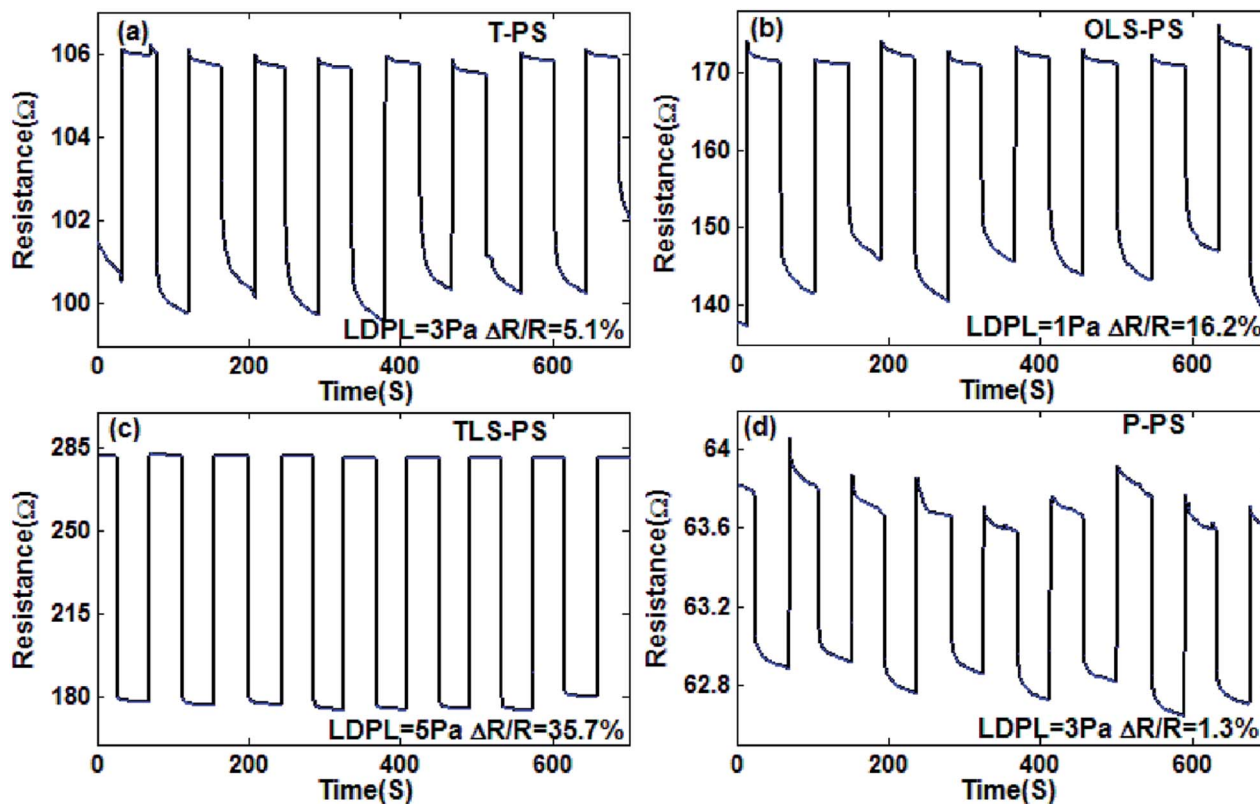 (a) T-PS
Resistance(Ω)
106
104
102
100
LDPL=3Pa ΔR/R=5.1%
0 200 400 600
Time(S)
(b) OLS-PS
Resistance(Ω)
170
160
150
140
LDPL=1Pa ΔR/R=16.2%
0 200 400 600
Time(S)
(c) TLS-PS
Resistance(Ω)
285
250
215
180
LDPL=5Pa ΔR/R=35.7%
0 200 400 600
Time(S)
(d) P-PS
Resistance(Ω)
64
63.6
63.2
62.8
LDPL=3Pa ΔR/R=1.3%
0 200 400 600
Time(S)